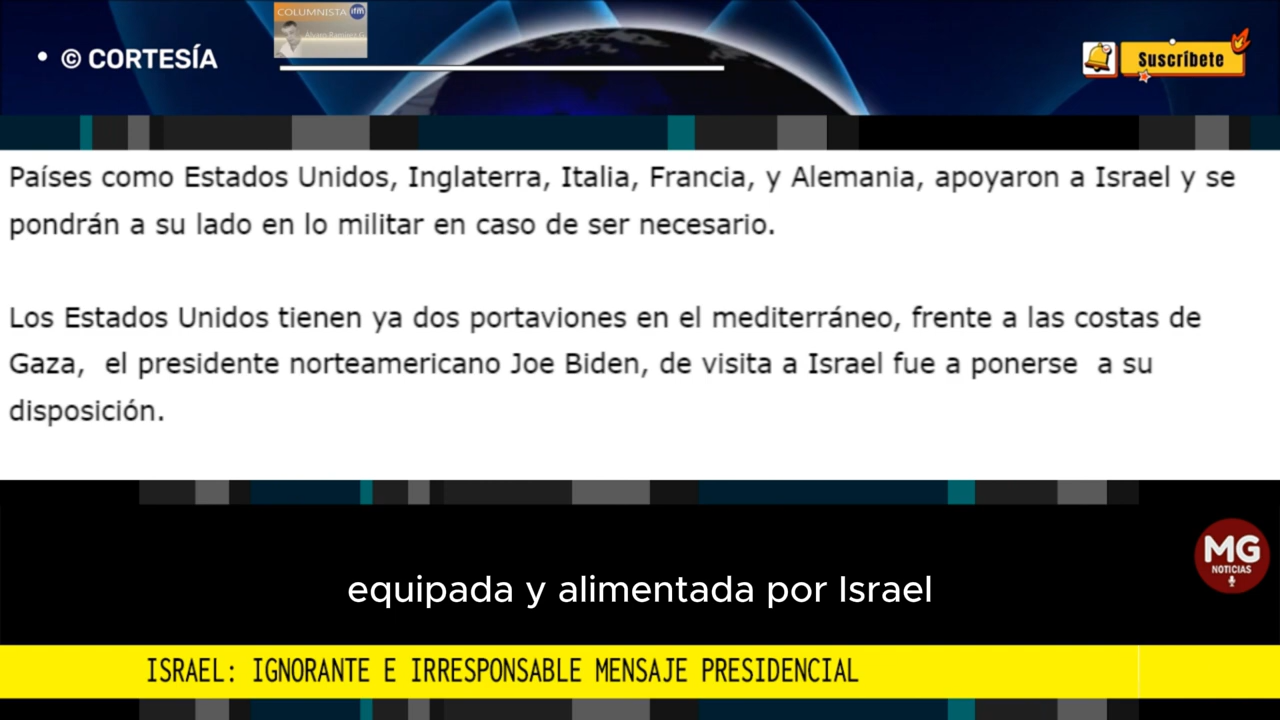 COLUMNISTA ifm
Álvaro Ramírez G.
• © CORTESÍA
Suscríbete
Países como Estados Unidos, Inglaterra, Italia, Francia, y Alemania, apoyaron a Israel y se
pondrán a su lado en lo militar en caso de ser necesario.
Los Estados Unidos tienen ya dos portaviones en el mediterráneo, frente a las costas de
Gaza,  el presidente norteamericano Joe Biden, de visita a Israel fue a ponerse  a su
disposición.
MG
NOTICIAS
equipada y alimentada por Israel
ISRAEL: IGNORANTE E IRRESPONSABLE MENSAJE PRESIDENCIAL